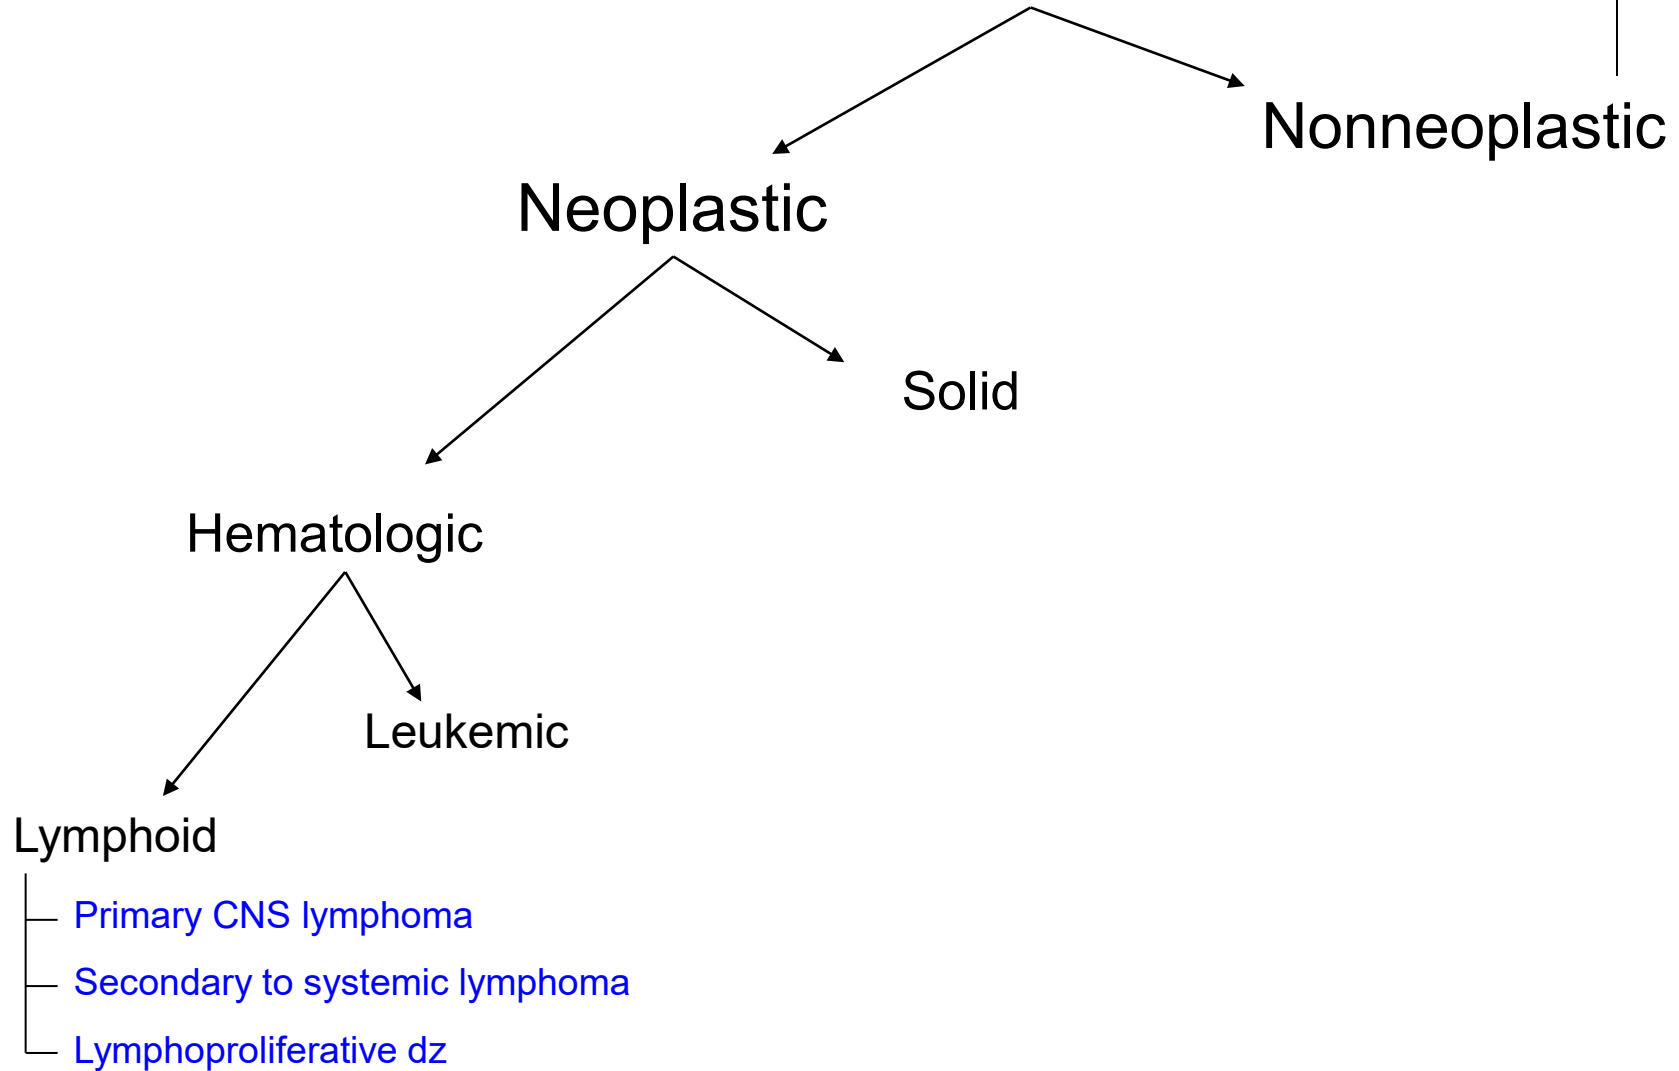 Nonneoplastic
Neoplastic
Solid
Hematologic
Leukemic
Lymphoid
Primary CNS lymphoma
Secondary to systemic lymphoma
Lymphoproliferative dz